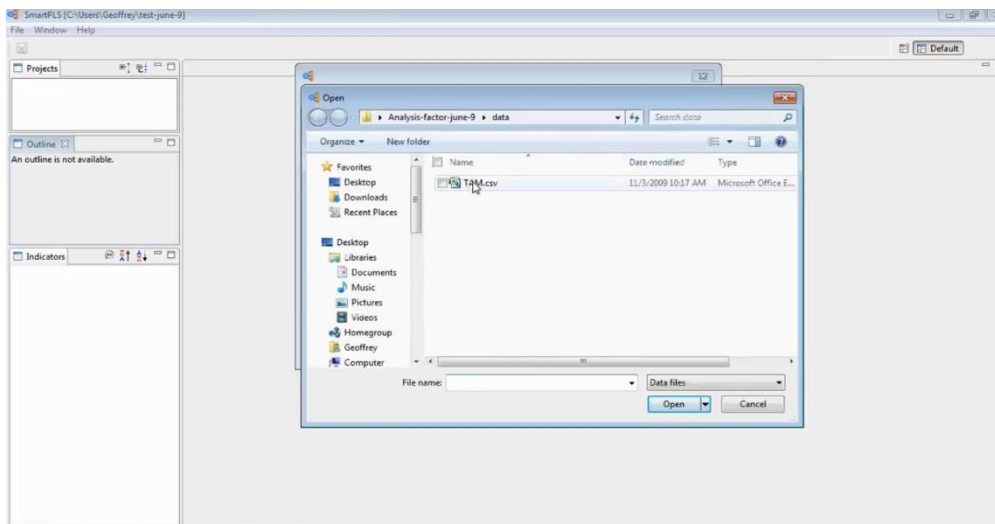 SmartPLS [C:\Users\Geoffrey\test-june-9]
File Window Help
Default
Projects
Outline
An outline is not available.
Indicators
Open
Analysis-factor-june-9 ▸ data
Search data
Organize
New folder
Favorites
Desktop
Downloads
Recent Places
Desktop
Libraries
Documents
Music
Pictures
Videos
Homegroup
Geoffrey
Computer
Name
Date modified
Type
TAM.csv
11/3/2009 10:17 AM
Microsoft Office E...
File name:
Data files
Open
Cancel